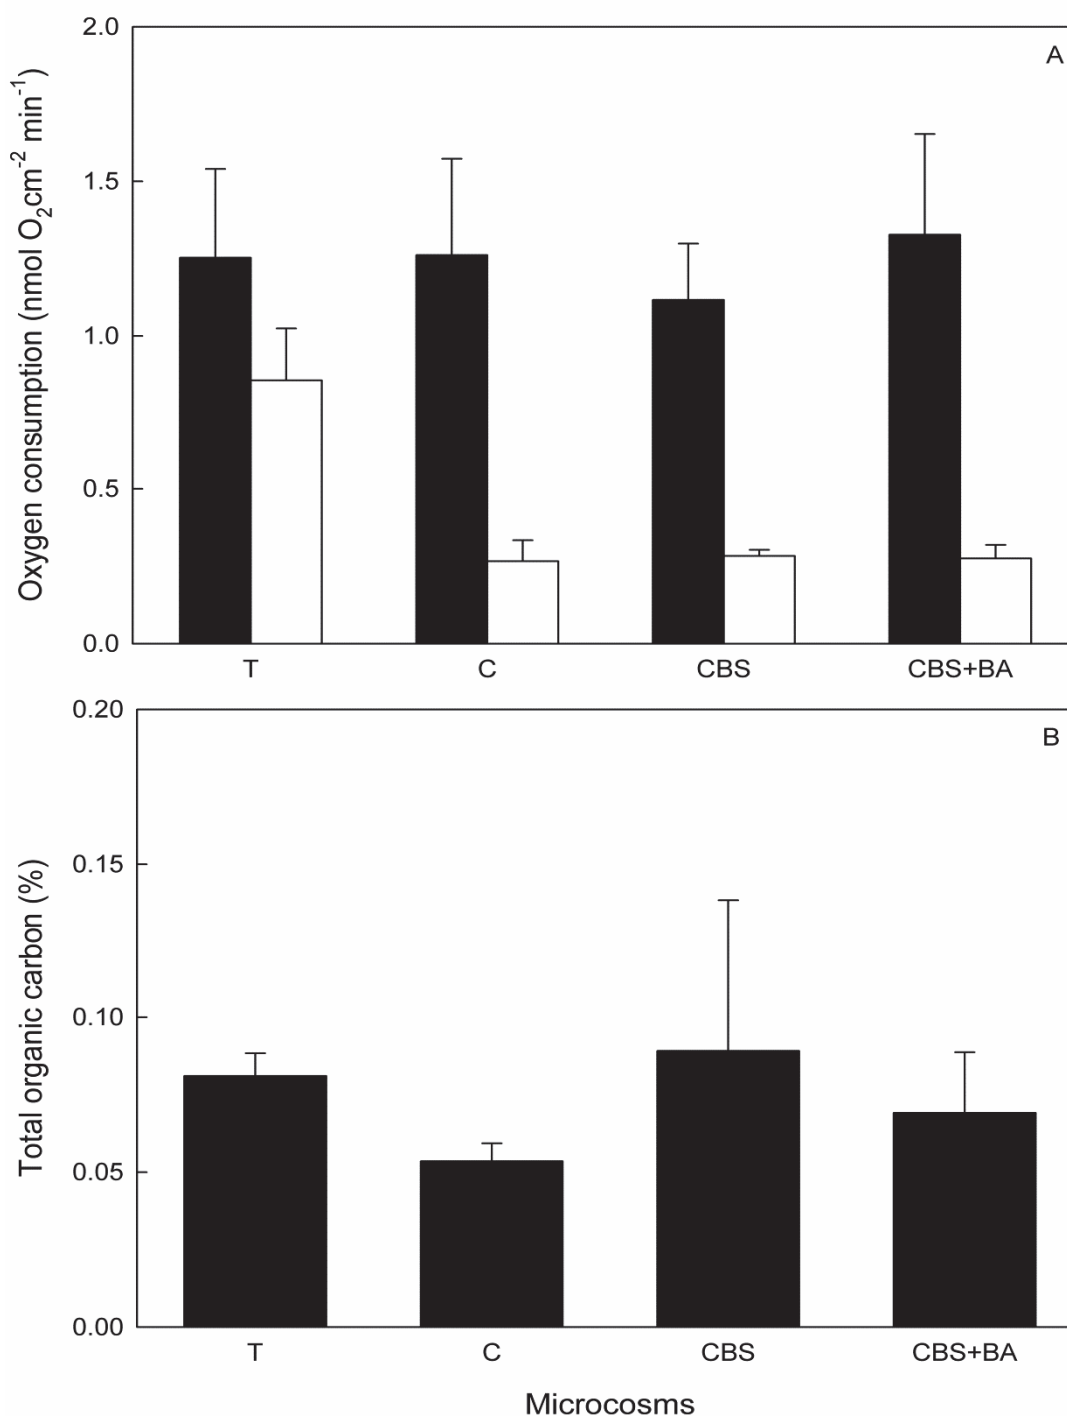 A
Oxygen consumption (nmol O₂cm⁻² min⁻¹)
2.0
1.5
1.0
0.5
0.0
T C CBS CBS+BA
B
Total organic carbon (%)
0.20
0.15
0.10
0.05
0.00
T C CBS CBS+BA
Microcosms